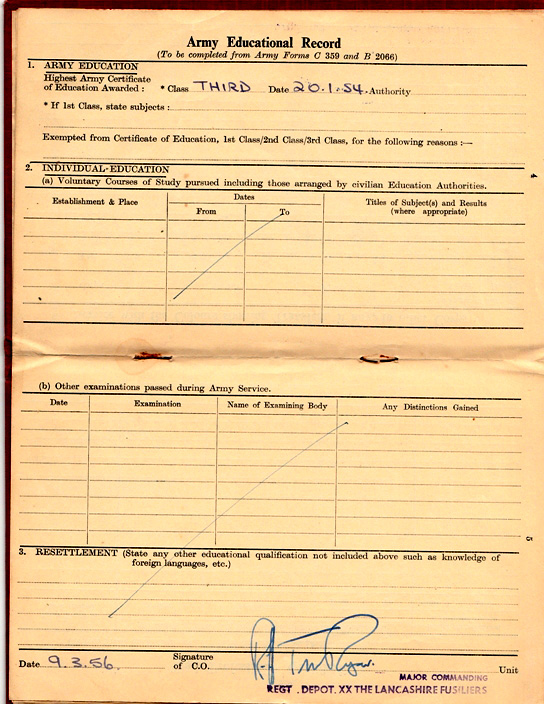 Army Educational Record
(To be completed from Army Forms C 359 and B 2066)
1. ARMY EDUCATION
Highest Army Certificate
of Education Awarded : * Class THIRD Date 20.1.54. Authority
* If 1st Class, state subjects :
Exempted from Certificate of Education, 1st Class/2nd Class/3rd Class, for the following reasons :—
2. INDIVIDUAL EDUCATION
(a) Voluntary Courses of Study pursued including those arranged by civilian Education Authorities.
Establishment & Place
Dates
From
To
Titles of Subject(s) and Results
(where appropriate)
4
(b) Other examinations passed during Army Service.
Date
Examination
Name of Examining Body
Any Distinctions Gained
5
3. RESETTLEMENT (State any other educational qualification not included above such as knowledge of
foreign languages, etc.)
Date 9.3.56. Signature
of C.O. Unit
MAJOR COMMANDING
REGT . DEPOT. XX THE LANCASHIRE FUSILIERS